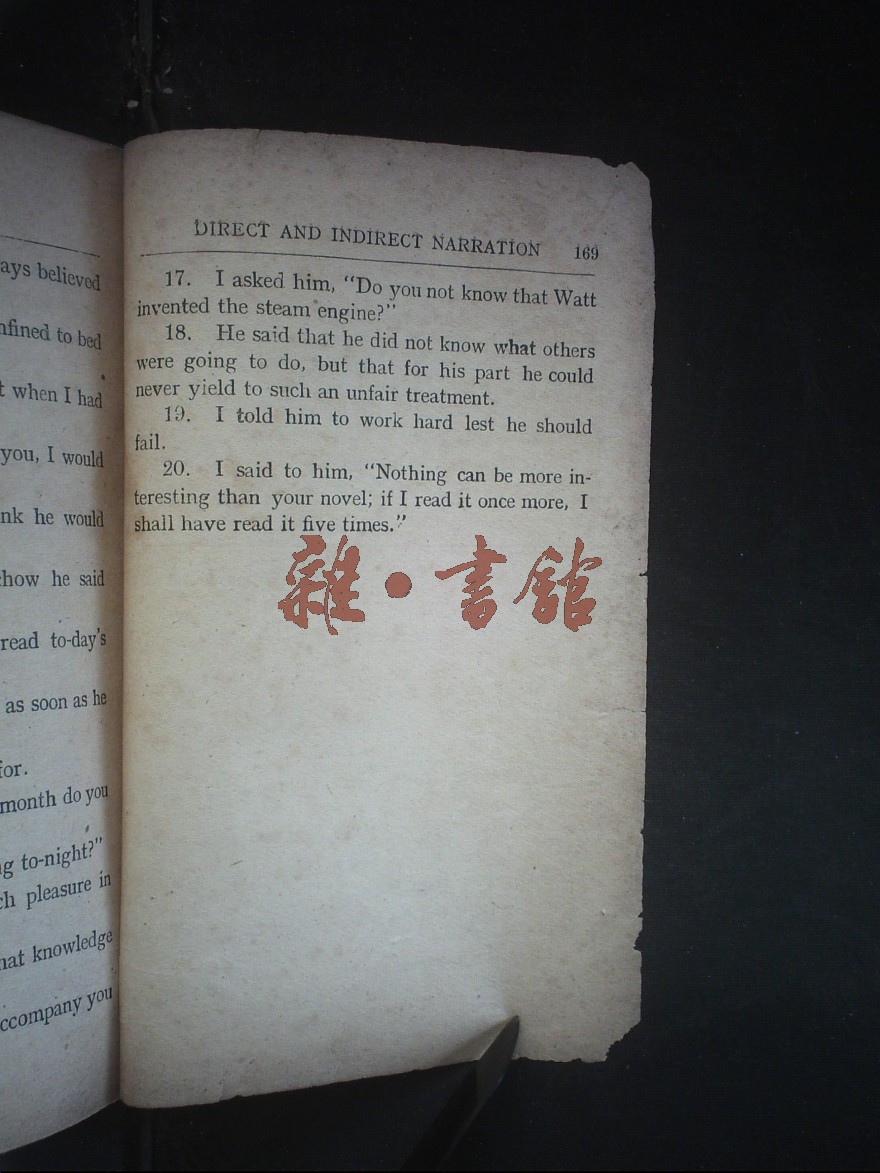 ays believed
nfined to bed
t when I had
you, I would
nk he would
how he said
read to-day's
as soon as he
for.
month do you
g to-night?"
ch pleasure in
hat knowledge
ccompany you
DIRECT AND INDIRECT NARRATION 169
17. I asked him, "Do you not know that Watt
invented the steam engine?"
18. He said that he did not know what others
were going to do, but that for his part he could
never yield to such an unfair treatment.
19. I told him to work hard lest he should
fail.
20. I said to him, "Nothing can be more in-
teresting than your novel; if I read it once more, I
shall have read it five times."
雜·書館